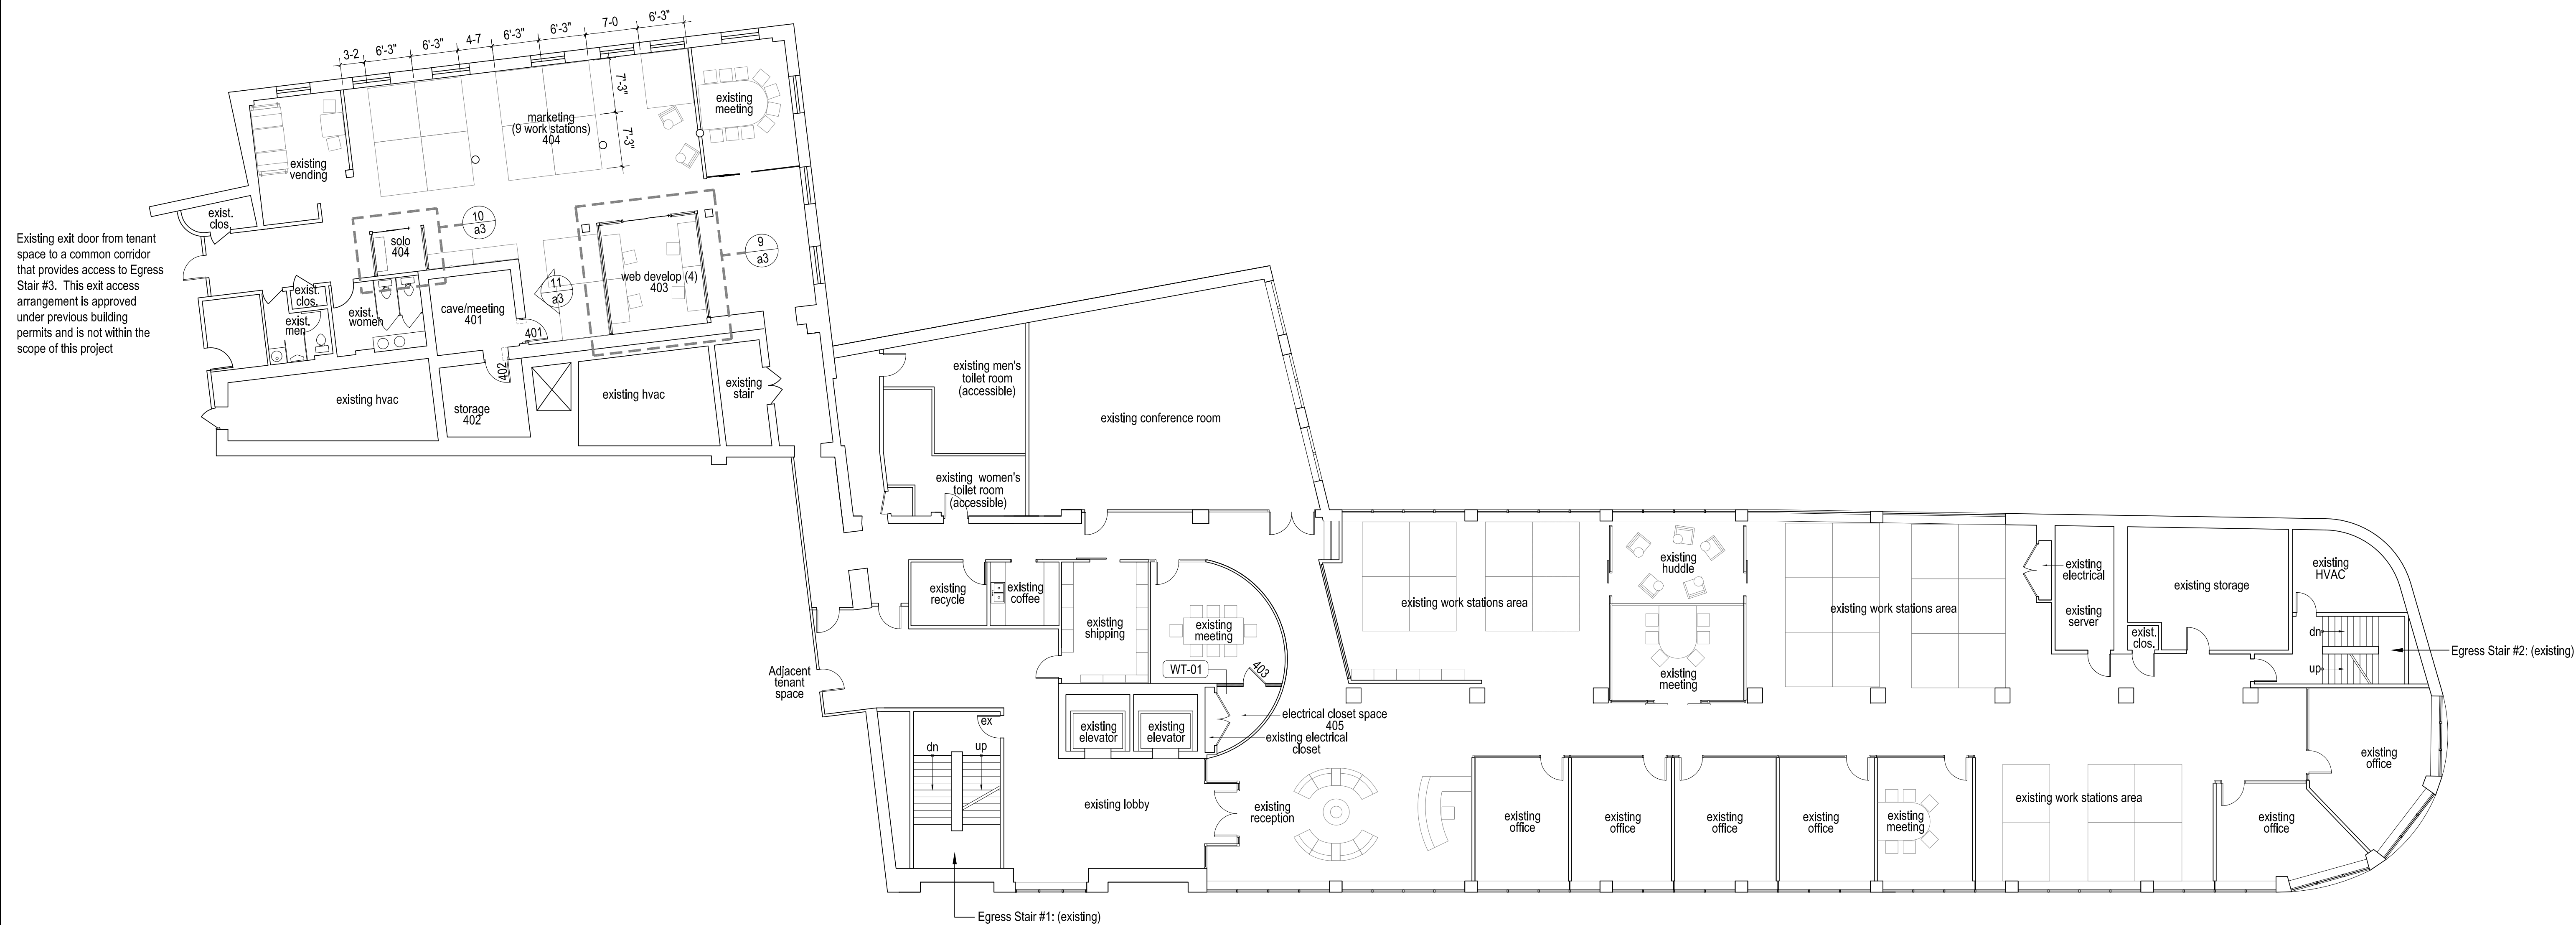 3-2
6'-3"
6'-3"
4-7
6'-3"
6'-3"
7-0
6'-3"
7'-3"
7'-3"
marketing
(9 work stations)
404
existing
meeting
existing
vending
exist.
clos.
Existing exit door from tenant
space to a common corridor
that provides access to Egress
Stair #3. This exit access
arrangement is approved
under previous building
permits and is not within the
scope of this project
solo
404
10
a3
9
a3
11
a3
web develop (4)
403
exist.
clos.
exist.
men
exist.
women
cave/meeting
401
401
402
existing hvac
storage
402
existing hvac
existing
stair
existing men's
toilet room
(accessible)
existing conference room
existing women's
toilet room
(accessible)
existing
recycle
existing
coffee
existing
shipping
existing
meeting
403
WT-01
Adjacent
tenant
space
existing
elevator
existing
elevator
electrical closet space
405
existing electrical
closet
ex
dn
up
existing lobby
existing
reception
Egress Stair #1: (existing)
existing work stations area
existing
huddle
existing
meeting
existing work stations area
existing
electrical
existing
server
existing storage
exist.
clos.
existing
HVAC
dn
up
Egress Stair #2: (existing)
existing
office
existing
office
existing
office
existing
office
existing
meeting
existing work stations area
existing
office
existing
office